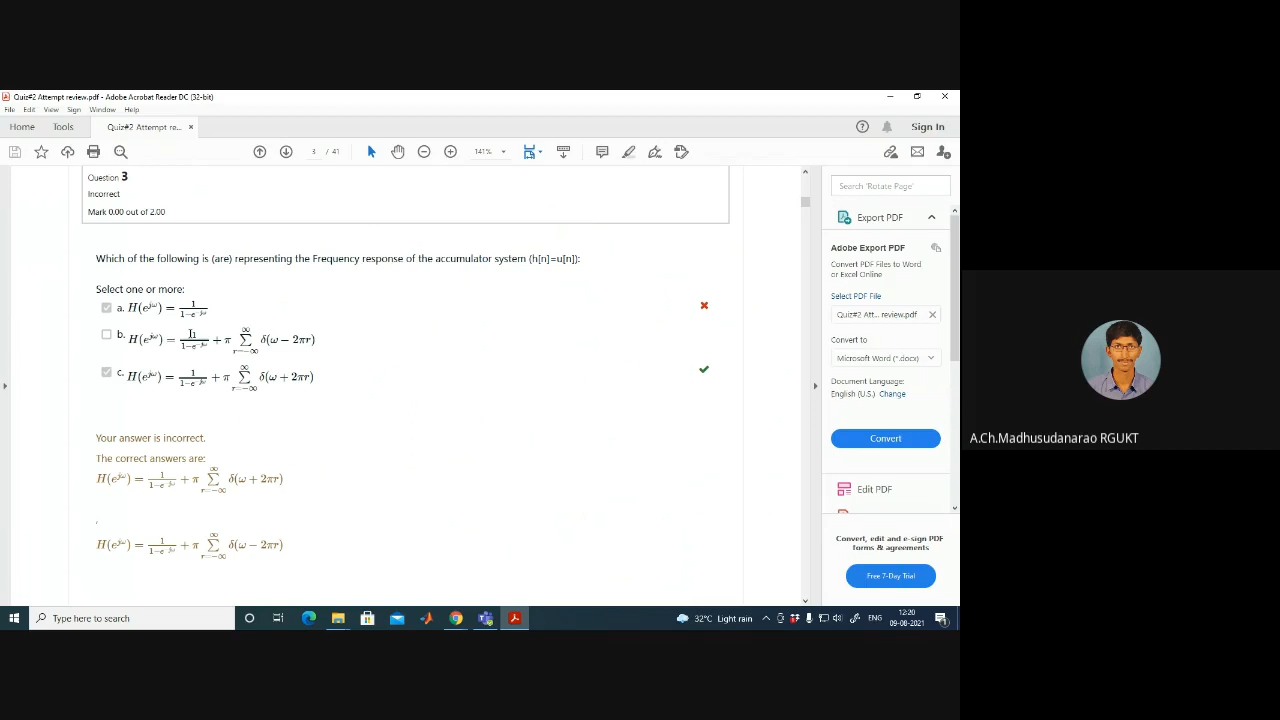 Quiz#2 Attempt review.pdf - Adobe Acrobat Reader DC (32-bit)
File Edit View Sign Window Help
Home Tools Quiz#2 Attempt re... × Sign In
3 / 41 141%
Question 3
Incorrect
Mark 0.00 out of 2.00
Which of the following is (are) representing the Frequency response of the accumulator system (h[n]=u[n]):
Select one or more:
a. H(e^{jω}) = 1/(1−e^{−jω})
b. H(e^{jω}) = 1/(1−e^{−jω}) + π ∑_{r=−∞}^{∞} δ(ω − 2πr)
c. H(e^{jω}) = 1/(1−e^{−jω}) + π ∑_{r=−∞}^{∞} δ(ω + 2πr)
Your answer is incorrect.
The correct answers are:
H(e^{jω}) = 1/(1−e^{−jω}) + π ∑_{r=−∞}^{∞} δ(ω + 2πr)
,
H(e^{jω}) = 1/(1−e^{−jω}) + π ∑_{r=−∞}^{∞} δ(ω − 2πr)
Search 'Rotate Page'
Export PDF
Adobe Export PDF
Convert PDF Files to Word
or Excel Online
Select PDF File
Quiz#2 Att... review.pdf ×
Convert to
Microsoft Word (*.docx)
Document Language:
English (U.S.) Change
Convert
Edit PDF
Convert, edit and e-sign PDF
forms & agreements
Free 7-Day Trial
Type here to search
32°C Light rain ENG 12:20
09-08-2021
A.Ch.Madhusudanarao RGUKT